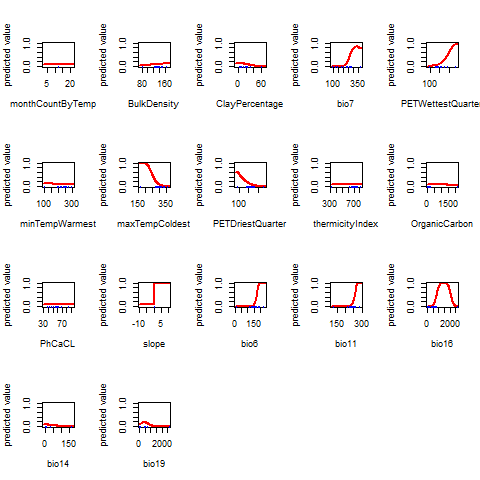 predicted value
0.0 1.0
5 20
monthCountByTemp
predicted value
0.0 1.0
80 160
BulkDensity
predicted value
0.0 1.0
0 60
ClayPercentage
predicted value
0.0 1.0
100 350
bio7
predicted value
0.0 1.0
100
PETWettestQuarte
predicted value
0.0 1.0
100 300
minTempWarmest
predicted value
0.0 1.0
150 350
maxTempColdest
predicted value
0.0 1.0
100
PETDriestQuarter
predicted value
0.0 1.0
300 700
thermicityIndex
predicted value
0.0 1.0
0 1500
OrganicCarbon
predicted value
0.0 1.0
30 70
PhCaCL
predicted value
0.0 1.0
-10 5
slope
predicted value
0.0 1.0
0 150
bio6
predicted value
0.0 1.0
150 300
bio11
predicted value
0.0 1.0
0 2000
bio16
predicted value
0.0 1.0
0 150
bio14
predicted value
0.0 1.0
0 2000
bio19